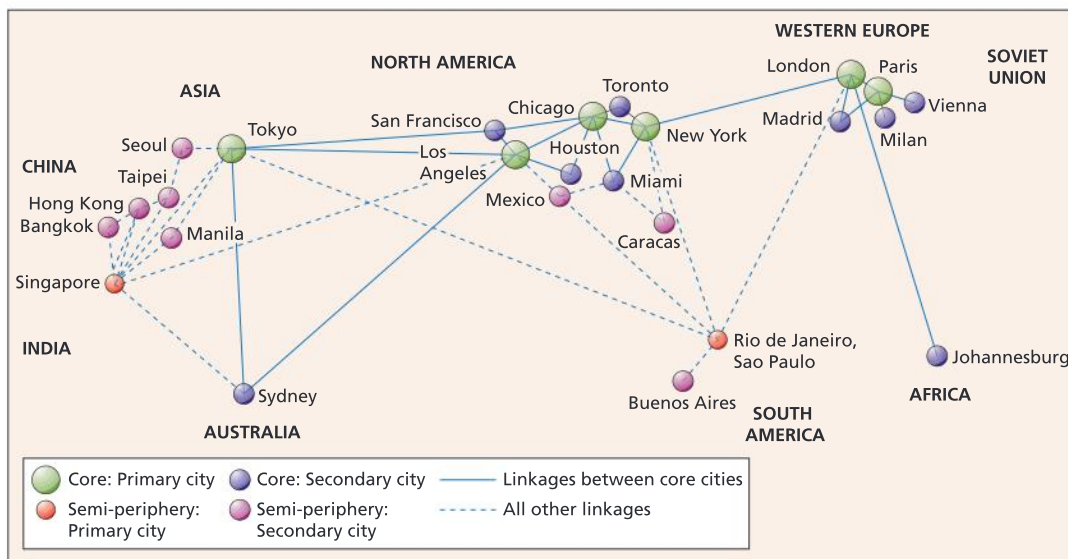 WESTERN EUROPE
SOVIET
UNION
NORTH AMERICA
ASIA
London
Paris
Toronto
Chicago
San Francisco
Tokyo
New York
Madrid
Vienna
Milan
Seoul
Los
Angeles
Houston
CHINA
Taipei
Miami
Mexico
Hong Kong
Bangkok
Manila
Caracas
Singapore
INDIA
Rio de Janeiro,
Sao Paulo
Johannesburg
Sydney
Buenos Aires
AFRICA
SOUTH
AMERICA
AUSTRALIA
Core: Primary city
Core: Secondary city
Linkages between core cities
Semi-periphery:
Primary city
Semi-periphery:
Secondary city
All other linkages